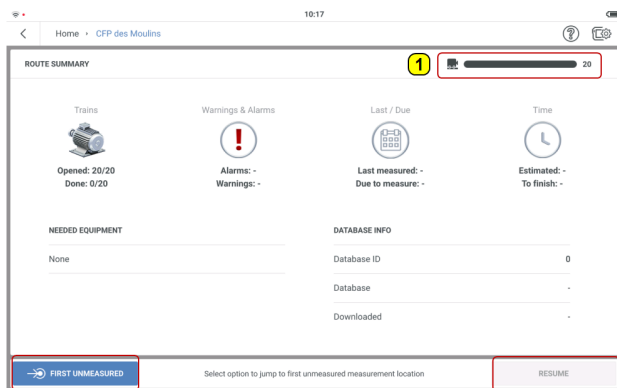 10:17
Home › CFP des Moulins
ROUTE SUMMARY
1
20
Trains
Warnings & Alarms
Last / Due
Time
Opened: 20/20
Alarms: -
Last measured: -
Estimated: -
Done: 0/20
Warnings: -
Due to measure: -
To finish: -
NEEDED EQUIPMENT
DATABASE INFO
None
Database ID 0
Database -
Downloaded -
FIRST UNMEASURED
Select option to jump to first unmeasured measurement location
RESUME